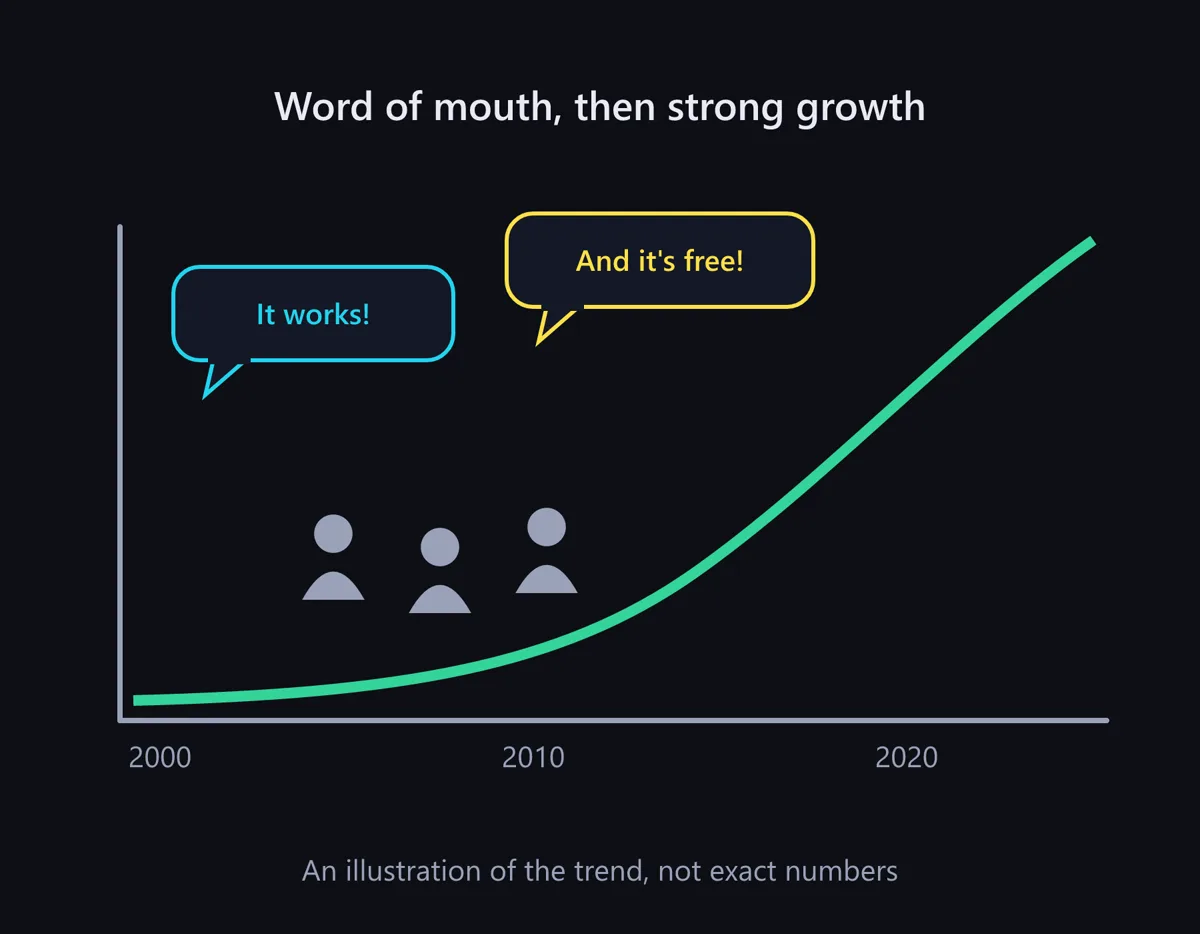 Word of mouth, then strong growth
And it's free!
It works!
2000 2010 2020
An illustration of the trend, not exact numbers